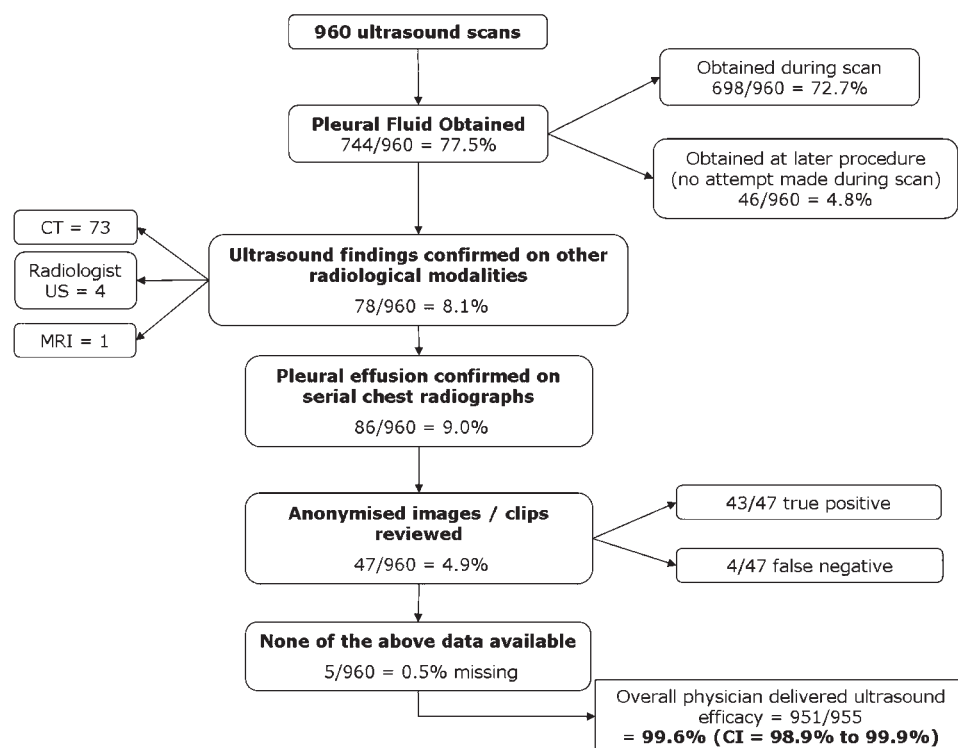 960 ultrasound scans
Obtained during scan
698/960 = 72.7%
Pleural Fluid Obtained
744/960 = 77.5%
Obtained at later procedure
(no attempt made during scan)
46/960 = 4.8%
CT = 73
Radiologist
US = 4
MRI = 1
Ultrasound findings confirmed on other
radiological modalities
78/960 = 8.1%
Pleural effusion confirmed on
serial chest radiographs
86/960 = 9.0%
Anonymised images / clips
reviewed
47/960 = 4.9%
43/47 true positive
4/47 false negative
None of the above data available
5/960 = 0.5% missing
Overall physician delivered ultrasound
efficacy = 951/955
= 99.6% (CI = 98.9% to 99.9%)